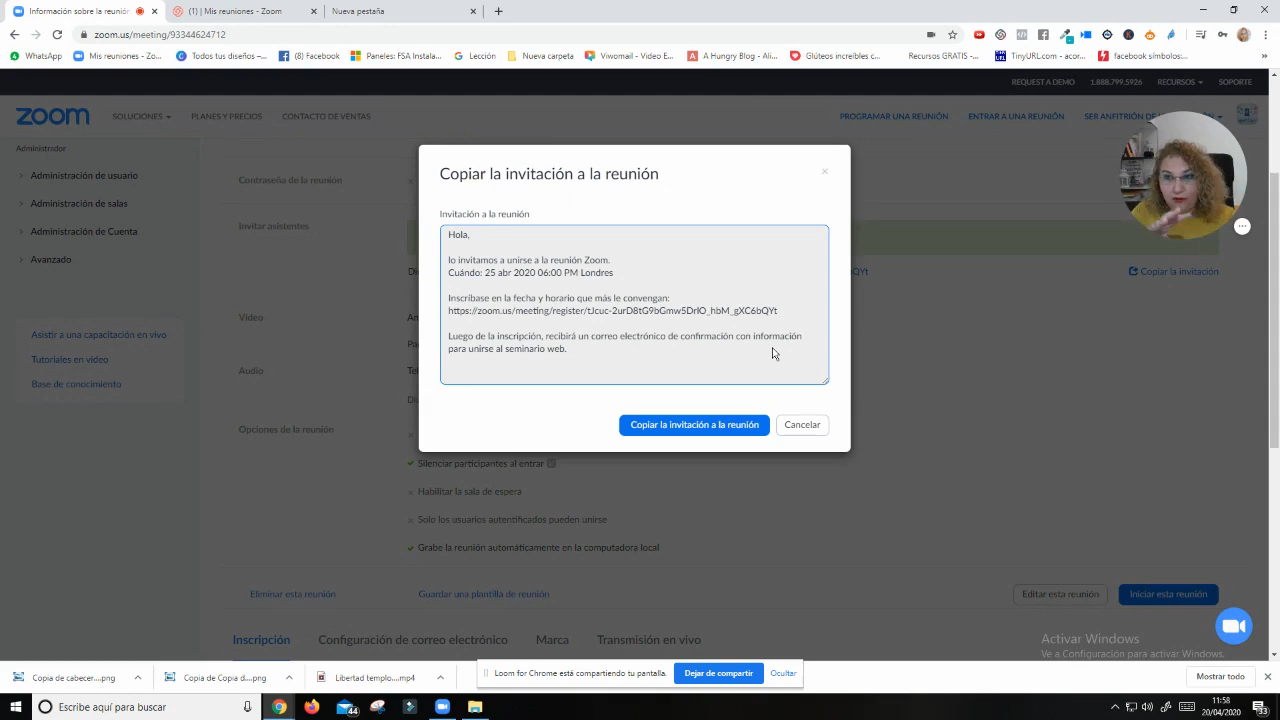 Información sobre la reunión
(1) Mis reuniones - Zoom
Nueva pestaña
zoom.us/meeting/93344624712
WhatsApp
Mis reuniones - Zo...
Todos tus diseños -...
(8) Facebook
Paneles: FSA Instala...
Lección
Nueva carpeta
Vivomail - Video E...
A Hungry Blog - Ali...
Glúteos increíbles c...
Recursos GRATIS -...
TinyURL.com - acor...
facebook símbolos:...
REQUEST A DEMO
1.888.799.5926
RECURSOS
SOPORTE
zoom
SOLUCIONES
PLANES Y PRECIOS
CONTACTO DE VENTAS
PROGRAMAR UNA REUNIÓN
ENTRAR A UNA REUNIÓN
SER ANFITRIÓN DE
Administrador
Administración de usuario
Administración de salas
Administración de Cuenta
Avanzado
Asistir a una capacitación en vivo
Tutoriales en video
Base de conocimiento
Contraseña de la reunión
Invitar asistentes
Copiar la invitación
Video
Audio
Opciones de la reunión
Copiar la invitación a la reunión
Invitación a la reunión
Hola,
lo invitamos a unirse a la reunión Zoom.
Cuándo: 25 abr 2020 06:00 PM Londres
Inscríbase en la fecha y horario que más le convengan:
https://zoom.us/meeting/register/tJcuc-2urD8tG9bGmw5DrIO_hbM_gXC6bQYt
Luego de la inscripción, recibirá un correo electrónico de confirmación con información
para unirse al seminario web.
Copiar la invitación a la reunión
Cancelar
Silenciar participantes al entrar
Habilitar la sala de espera
Solo los usuarios autentificados pueden unirse
Grabe la reunión automáticamente en la computadora local
Eliminar esta reunión
Guardar una plantilla de reunión
Editar esta reunión
Iniciar esta reunión
Inscripción
Configuración de correo electrónico
Marca
Transmisión en vivo
Activar Windows
Ve a Configuración para activar Windows.
Copia de cabecer....png
Copia de Copia d...png
Libertad templo....mp4
Loom for Chrome está compartiendo tu pantalla.
Dejar de compartir
Ocultar
Mostrar todo
Escribe aquí para buscar
44
11:58
20/04/2020